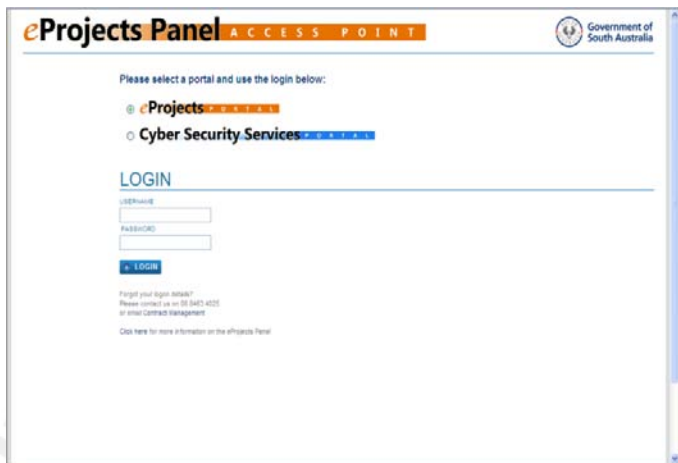 eProjects Panel ACCESS POINT
Government of
South Australia
Please select a portal and use the login below:
eProjects PORTAL
Cyber Security Services PORTAL
LOGIN
USERNAME
PASSWORD
LOGIN
Forgot your logon details?
Please contact us on 08 8463 4025
or email Contract Management
Click here for more information on the eProjects Panel